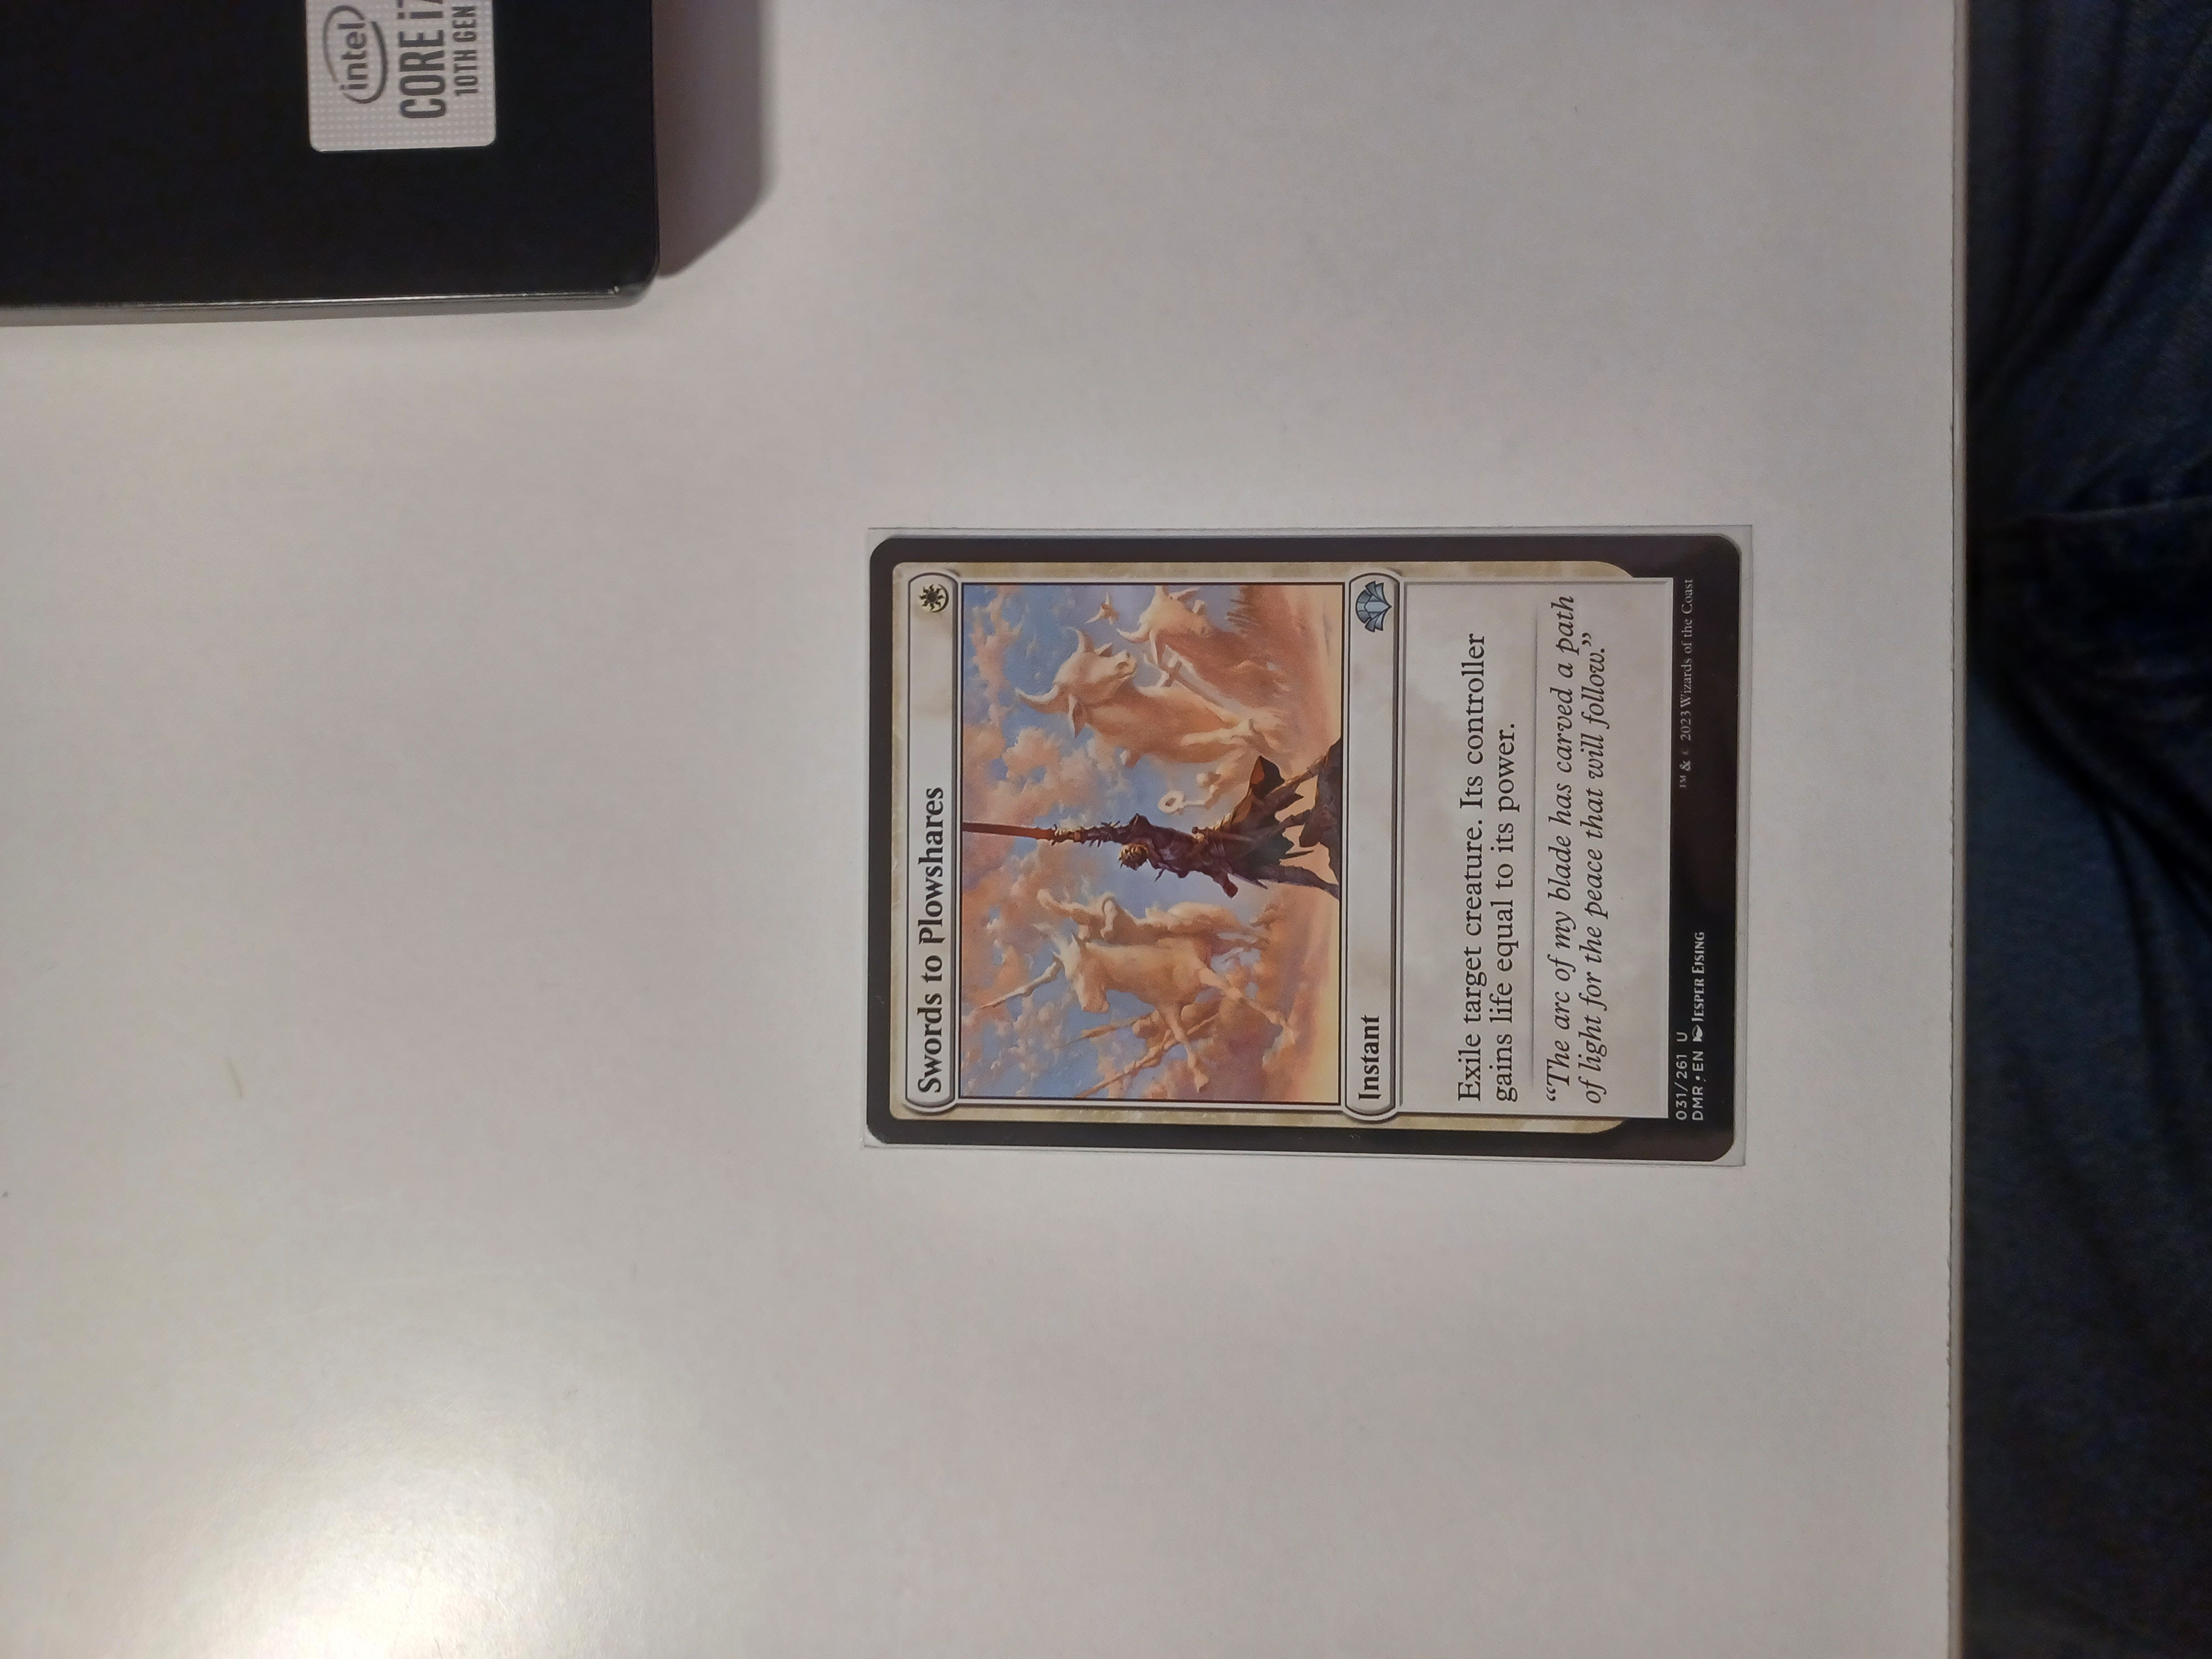 intel
CORE i7
10TH GEN
Swords to Plowshares
Instant
Exile target creature. Its controller
gains life equal to its power.
“The arc of my blade has carved a path
of light for the peace that will follow.”
031/261 U
DMR • EN JESPER EJSING
™ & © 2023 Wizards of the Coast